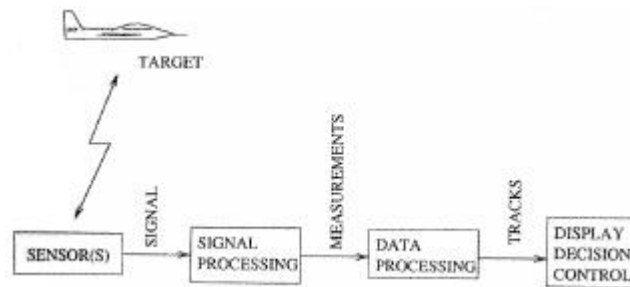 TARGET
SIGNAL
MEASUREMENTS
TRACKS
SENSOR(S)
SIGNAL
PROCESSING
DATA
PROCESSING
DISPLAY
DECISION
CONTROL